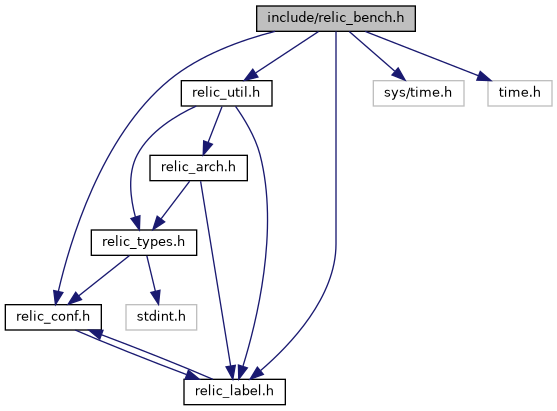 include/relic_bench.h
relic_util.h
sys/time.h
time.h
relic_arch.h
relic_types.h
relic_conf.h
stdint.h
relic_label.h